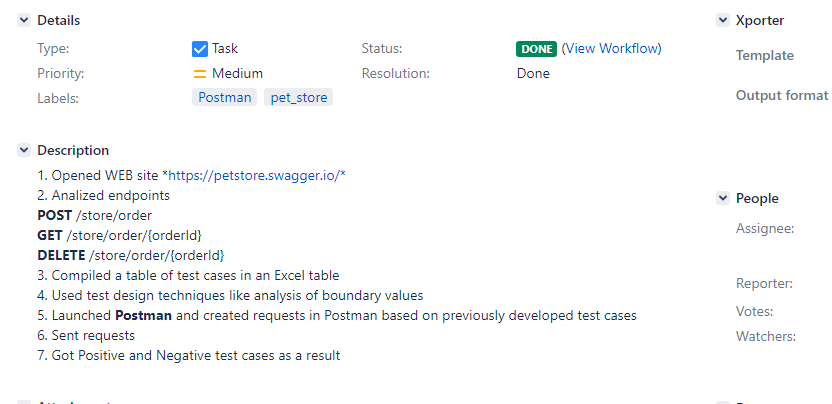 Details
Type: Task Status: DONE (View Workflow)
Priority: Medium Resolution: Done
Labels: Postman pet_store
Description
1. Opened WEB site *https://petstore.swagger.io/*
2. Analized endpoints
POST /store/order
GET /store/order/{orderId}
DELETE /store/order/{orderId}
3. Compiled a table of test cases in an Excel table
4. Used test design techniques like analysis of boundary values
5. Launched Postman and created requests in Postman based on previously developed test cases
6. Sent requests
7. Got Positive and Negative test cases as a result
Xporter
Template
Output format
People
Assignee:
Reporter:
Votes:
Watchers: